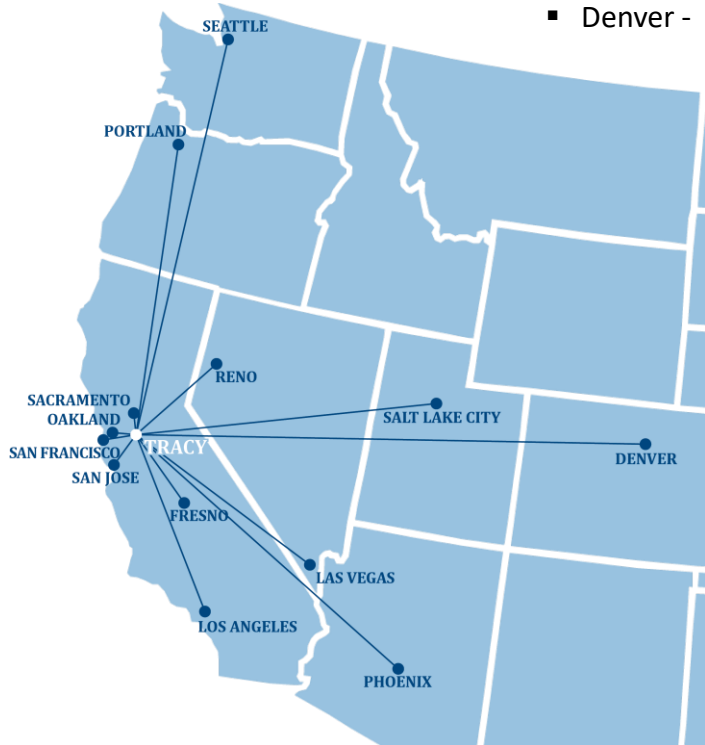 ▪ Denver -
SEATTLE
PORTLAND
RENO
SACRAMENTO
OAKLAND
SALT LAKE CITY
TRACY
SAN FRANCISCO
DENVER
SAN JOSE
FRESNO
LAS VEGAS
LOS ANGELES
PHOENIX